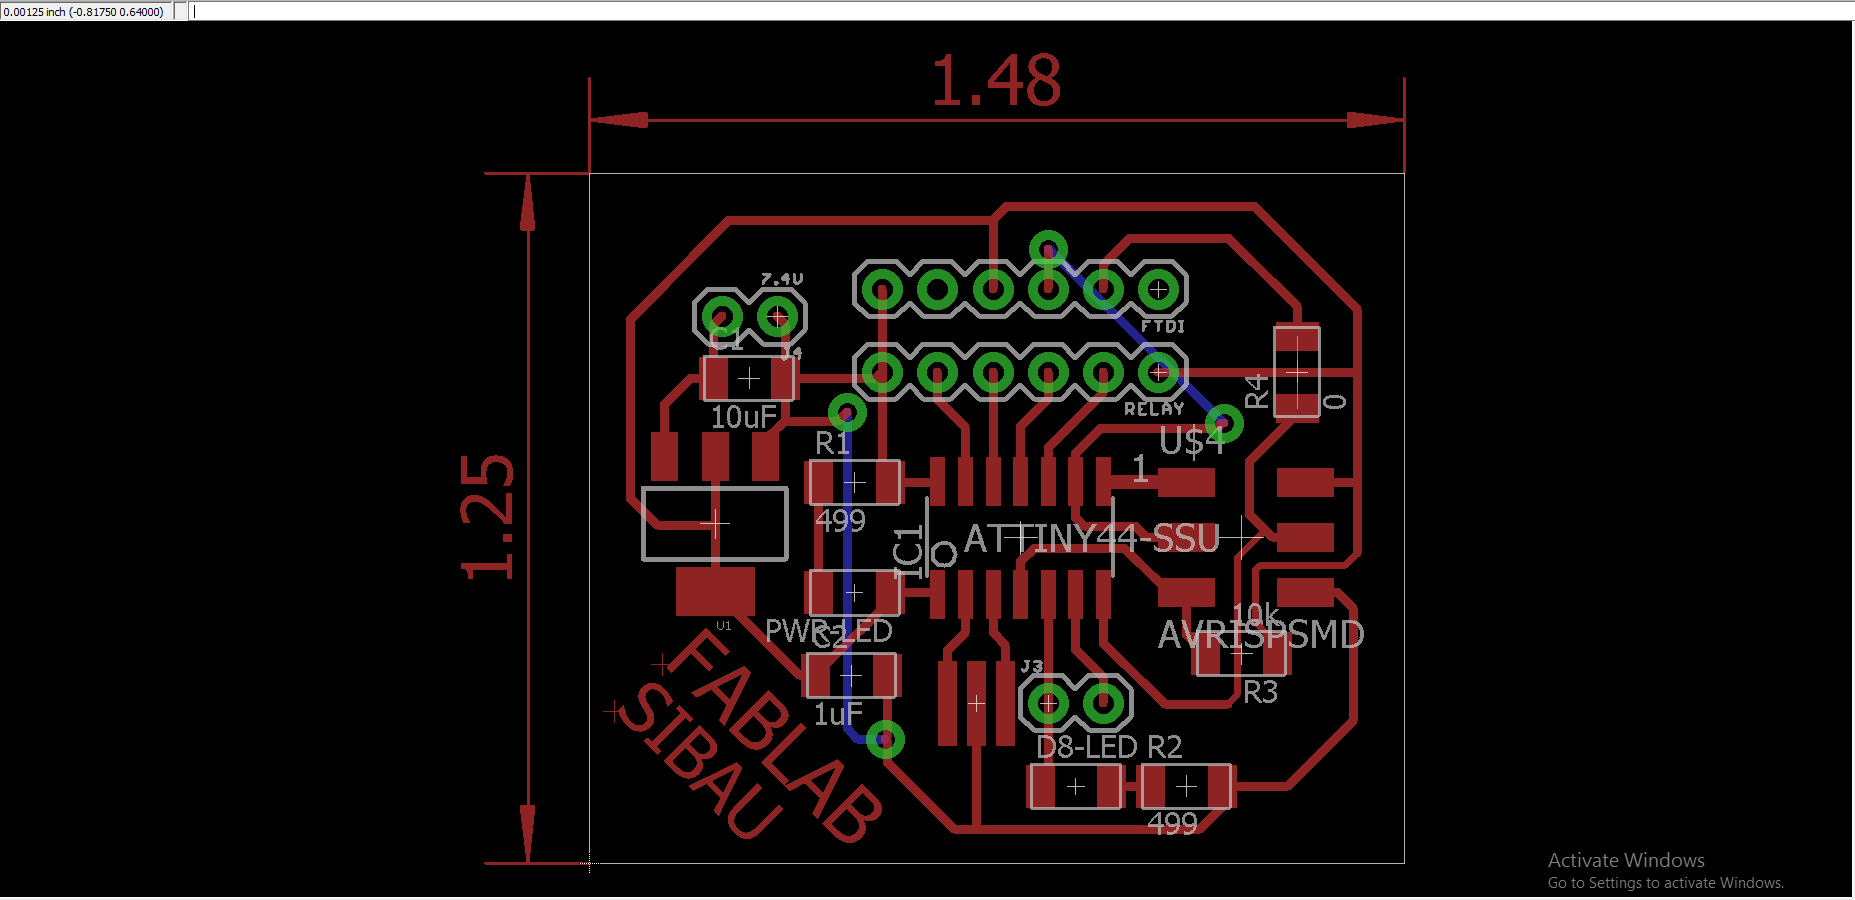 0.00125 inch (-0.81750 0.64000)
1.48
1.25
7.4V
C1
10uF
FTDI
RELAY
R4
0
R1
499
U$4
1
IC1
ATTINY44-SSU
U1
PWR-LED
C2
1uF
10k
AVRISPSMD
R3
J3
D8-LED
R2
499
FABLAB
SIBAU
Activate Windows
Go to Settings to activate Windows.